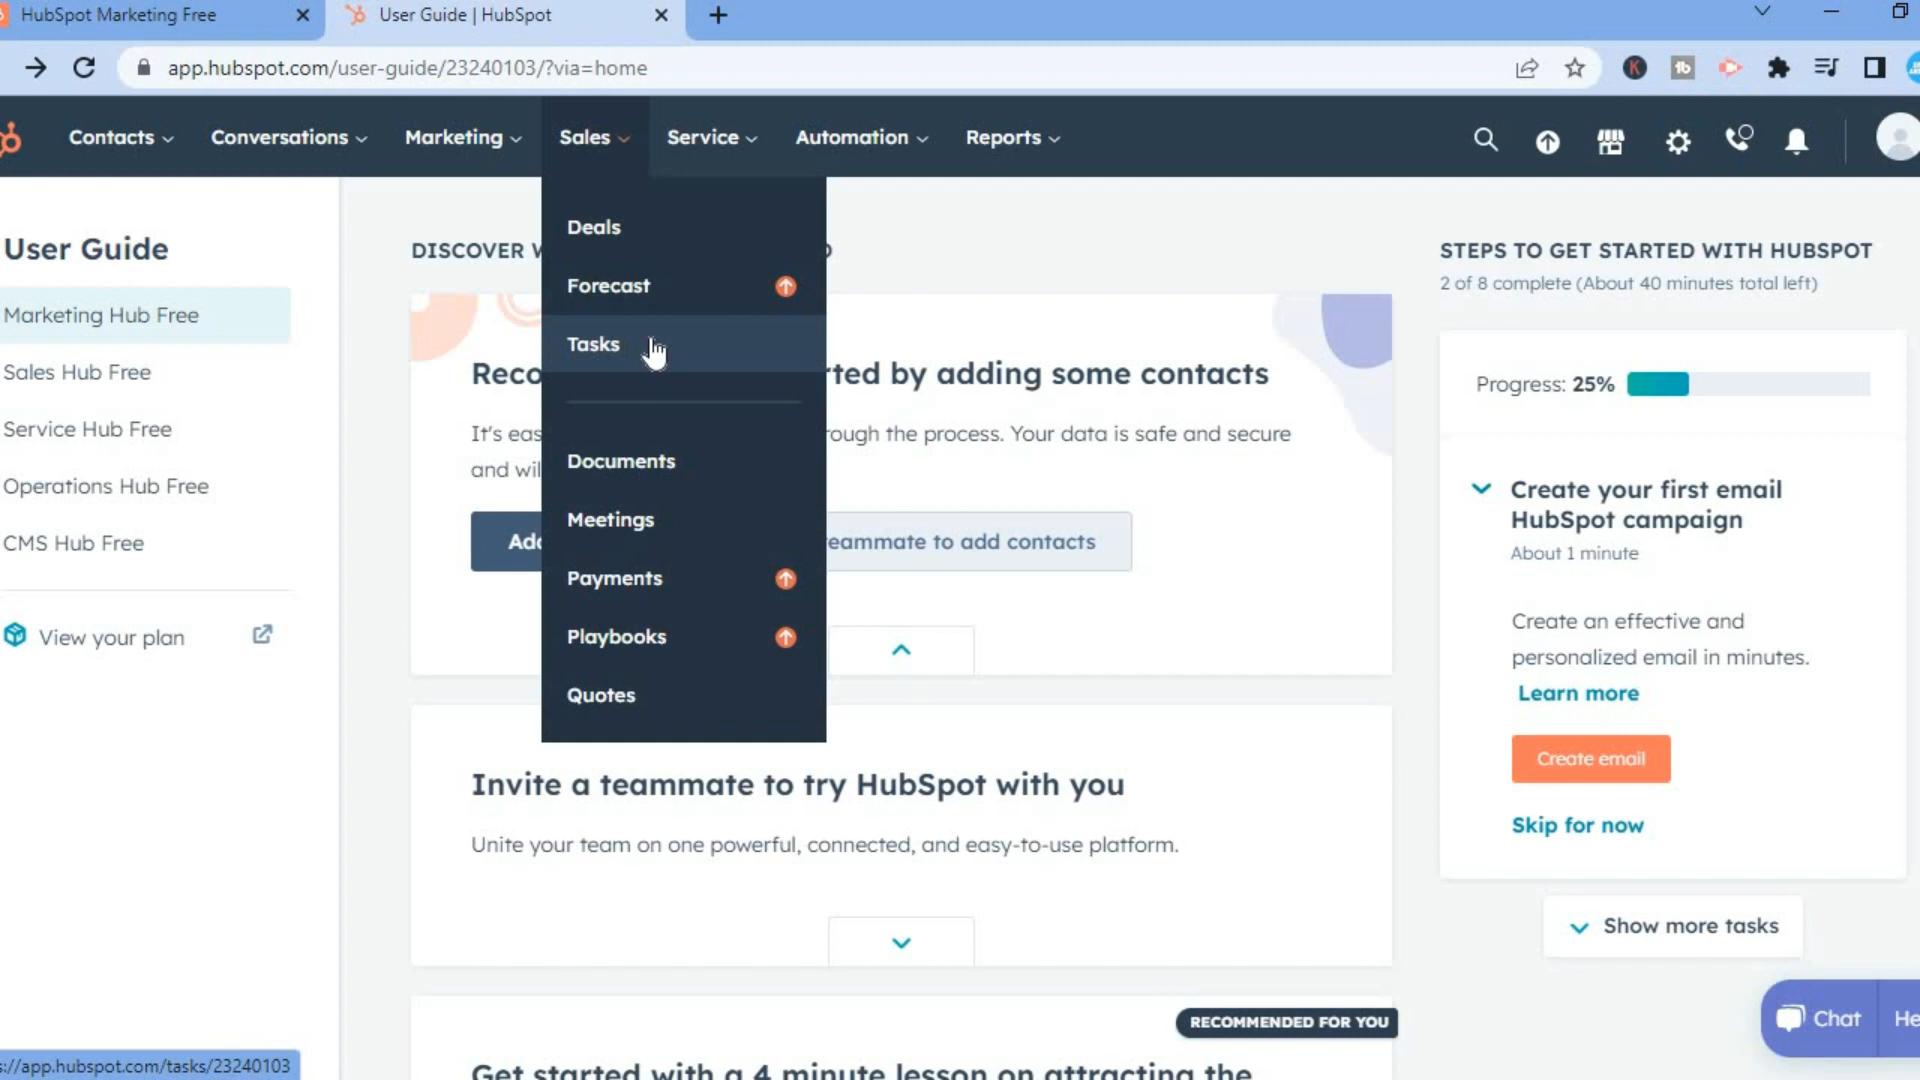 HubSpot Marketing Free
User Guide | HubSpot
app.hubspot.com/user-guide/23240103/?via=home
Contacts
Conversations
Marketing
Sales
Service
Automation
Reports
User Guide
Marketing Hub Free
Sales Hub Free
Service Hub Free
Operations Hub Free
CMS Hub Free
View your plan
Deals
Forecast
Tasks
Documents
Meetings
Payments
Playbooks
Quotes
DISCOVER
rted by adding some contacts
rough the process. Your data is safe and secure
and
eammate to add contacts
Invite a teammate to try HubSpot with you
Unite your team on one powerful, connected, and easy-to-use platform.
RECOMMENDED FOR YOU
Get started with a 4 minute lesson on attracting the
STEPS TO GET STARTED WITH HUBSPOT
2 of 8 complete (About 40 minutes total left)
Progress: 25%
Create your first email
HubSpot campaign
About 1 minute
Create an effective and
personalized email in minutes.
Learn more
Create email
Skip for now
Show more tasks
Chat
He
://app.hubspot.com/tasks/23240103